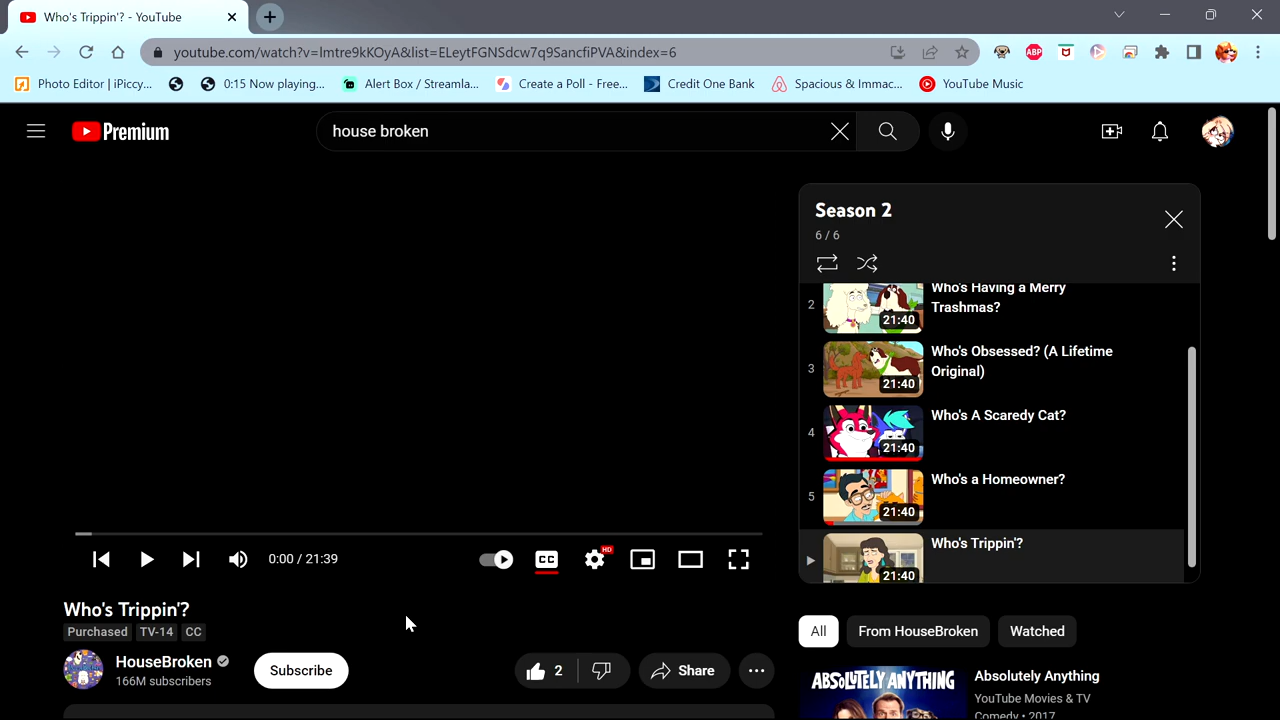 Who's Trippin'? - YouTube
youtube.com/watch?v=lmtre9kKOyA&list=ELeytFGNSdcw7q9SancfiPVA&index=6
ABP
Photo Editor | iPiccy...
0:15 Now playing...
Alert Box / Streamla...
Create a Poll - Free...
Credit One Bank
Spacious & Immac...
YouTube Music
Premium
house broken
Season 2
6 / 6
2
Who's Having a Merry
Trashmas?
21:40
3
Who's Obsessed? (A Lifetime
Original)
21:40
4
Who's A Scaredy Cat?
21:40
5
Who's a Homeowner?
21:40
Who's Trippin'?
21:40
0:00 / 21:39
CC
HD
Who's Trippin'?
Purchased
TV-14
CC
HouseBroken
166M subscribers
Subscribe
2
Share
All
From HouseBroken
Watched
ABSOLUTELY ANYTHING
Absolutely Anything
YouTube Movies & TV
Comedy • 2017